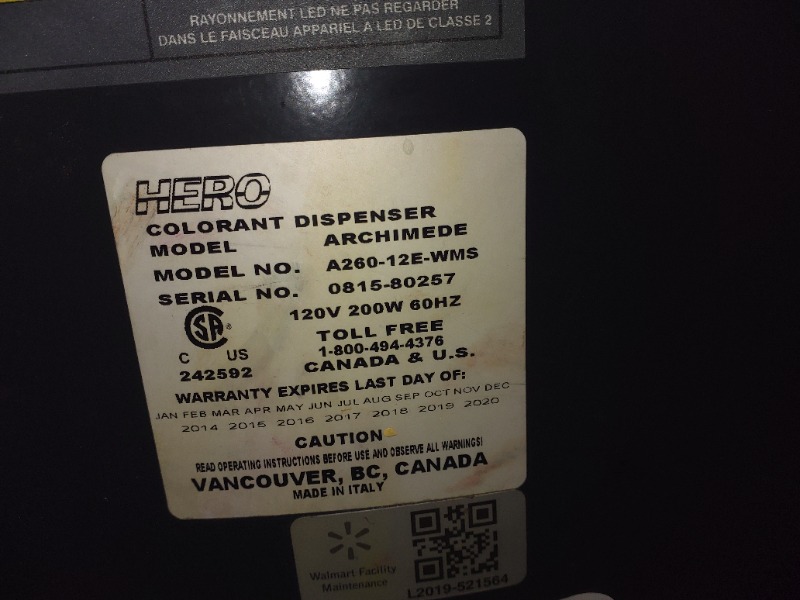 RAYONNEMENT LED NE PAS REGARDER
DANS LE FAISCEAU APPARIEL A LED DE CLASSE 2
HERO
COLORANT DISPENSER
MODEL ARCHIMEDE
MODEL NO. A260-12E-WMS
SERIAL NO. 0815-80257
120V 200W 60HZ
SA
C US
242592
TOLL FREE
1-800-494-4376
CANADA & U.S.
WARRANTY EXPIRES LAST DAY OF:
JAN FEB MAR APR MAY JUN JUL AUG SEP OCT NOV DEC
2014 2015 2016 2017 2018 2019 2020
CAUTION
READ OPERATING INSTRUCTIONS BEFORE USE AND OBSERVE ALL WARNINGS!
VANCOUVER, BC, CANADA
MADE IN ITALY
Walmart Facility
Maintenance
L2019-521564